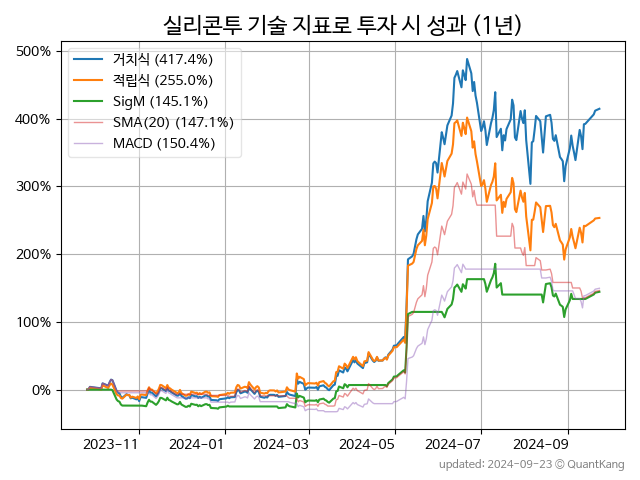 실리콘투 기술 지표로 투자 시 성과 (1년)
500%
400%
300%
200%
100%
0%
거치식 (417.4%)
적립식 (255.0%)
SigM (145.1%)
SMA(20) (147.1%)
MACD (150.4%)
2023-11
2024-01
2024-03
2024-05
2024-07
2024-09
updated: 2024-09-23 © QuantKang